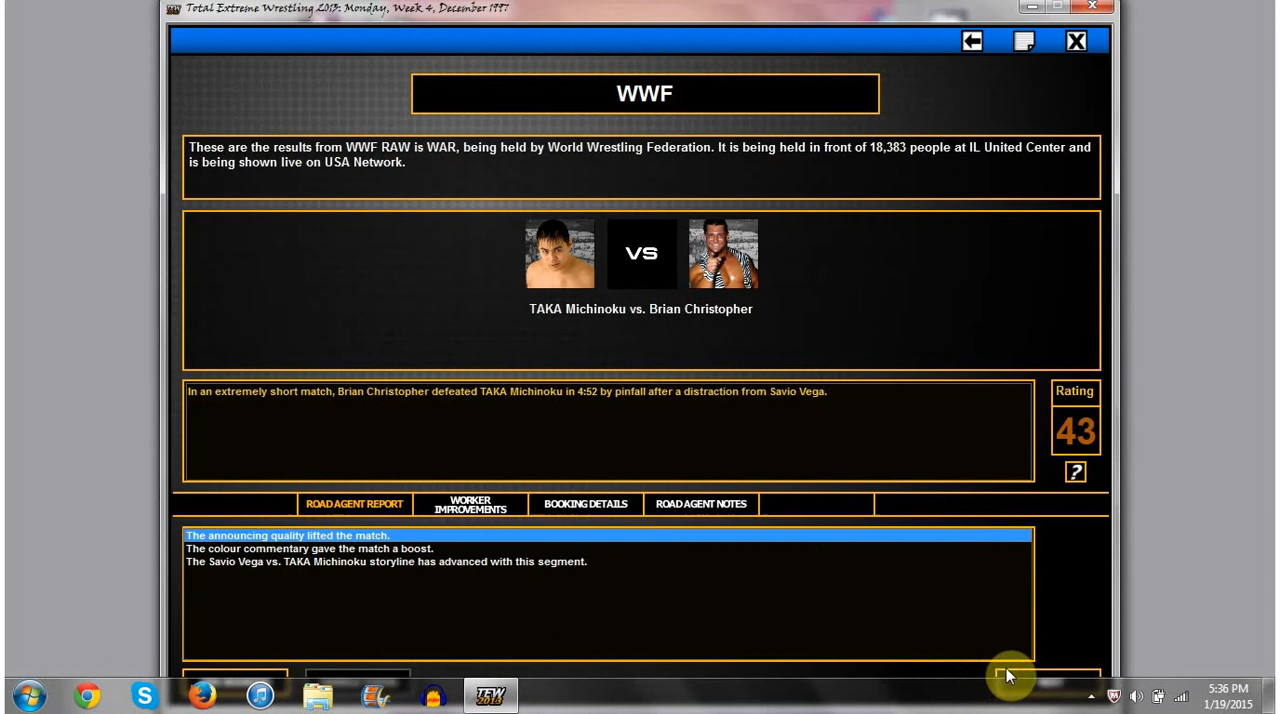 Total Extreme Wrestling 2013: Monday, Week 4, December 1997
WWF
These are the results from WWF RAW is WAR, being held by World Wrestling Federation. It is being held in front of 18,383 people at IL United Center and
is being shown live on USA Network.
VS
TAKA Michinoku vs. Brian Christopher
In an extremely short match, Brian Christopher defeated TAKA Michinoku in 4:52 by pinfall after a distraction from Savio Vega.
Rating
43
?
ROAD AGENT REPORT
WORKER
IMPROVEMENTS
BOOKING DETAILS
ROAD AGENT NOTES
The announcing quality lifted the match.
The colour commentary gave the match a boost.
The Savio Vega vs. TAKA Michinoku storyline has advanced with this segment.
TEW
2013
5:36 PM
1/19/2015